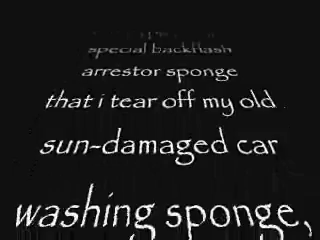 special backflash
arrestor sponge
that i tear off my old
sun-damaged car
washing sponge,